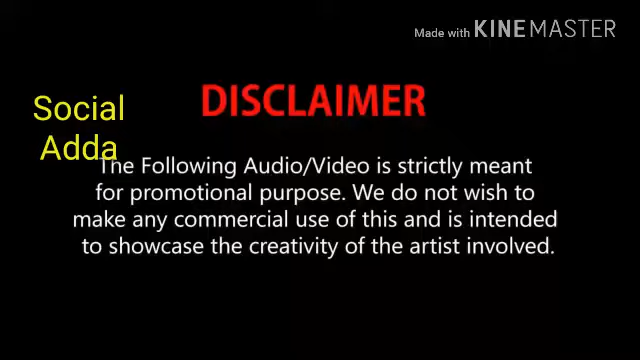 Made with KINEMASTER
DISCLAIMER
Social
Adda
The Following Audio/Video is strictly meant
for promotional purpose. We do not wish to
make any commercial use of this and is intended
to showcase the creativity of the artist involved.